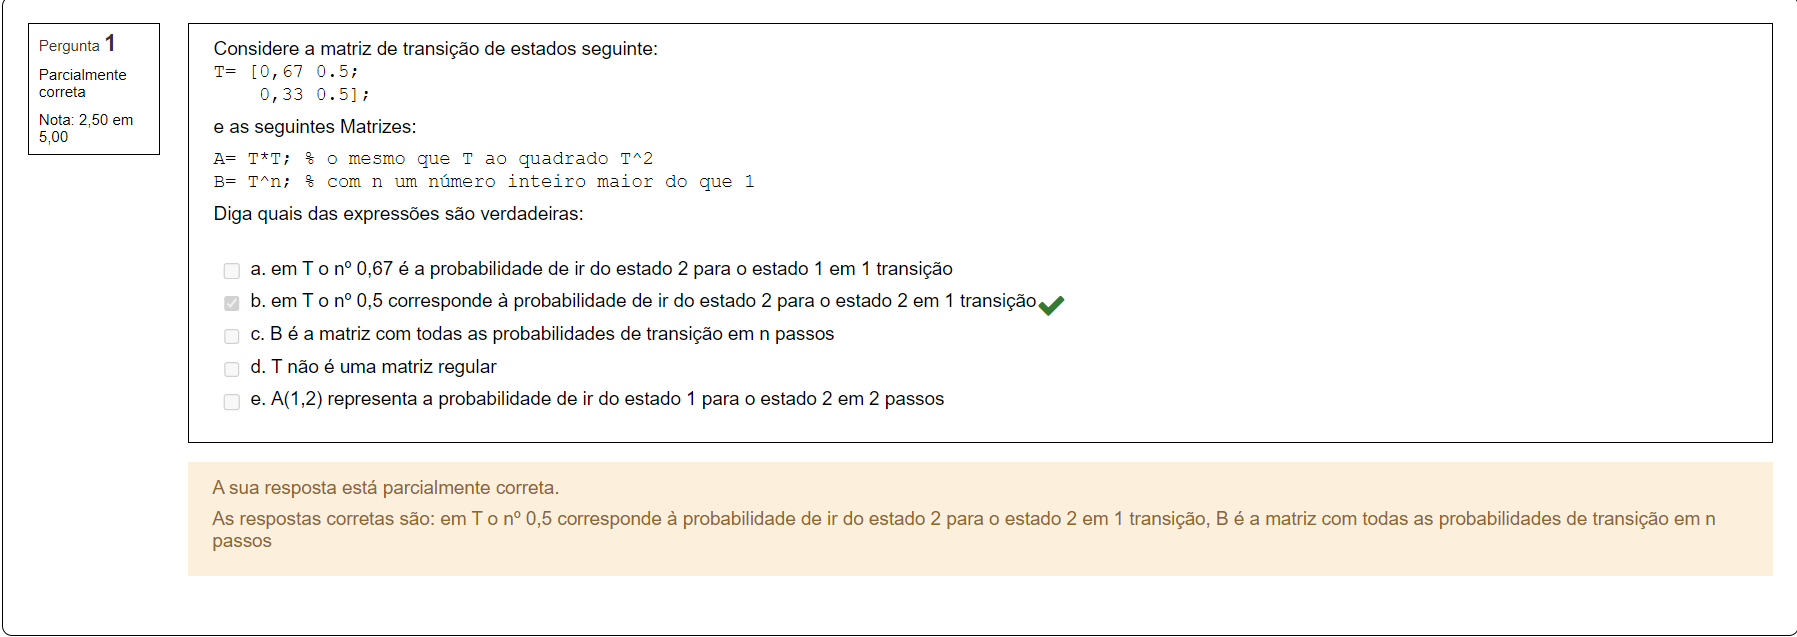 Pergunta 1
Parcialmente
correta
Nota: 2,50 em
5,00
Considere a matriz de transição de estados seguinte:
T= [0,67 0.5;
0,33 0.5];
e as seguintes Matrizes:
A= T*T; % o mesmo que T ao quadrado T^2
B= T^n; % com n um número inteiro maior do que 1
Diga quais das expressões são verdadeiras:
a. em T o nº 0,67 é a probabilidade de ir do estado 2 para o estado 1 em 1 transição
b. em T o nº 0,5 corresponde à probabilidade de ir do estado 2 para o estado 2 em 1 transição
c. B é a matriz com todas as probabilidades de transição em n passos
d. T não é uma matriz regular
e. A(1,2) representa a probabilidade de ir do estado 1 para o estado 2 em 2 passos
A sua resposta está parcialmente correta.
As respostas corretas são: em T o nº 0,5 corresponde à probabilidade de ir do estado 2 para o estado 2 em 1 transição, B é a matriz com todas as probabilidades de transição em n
passos